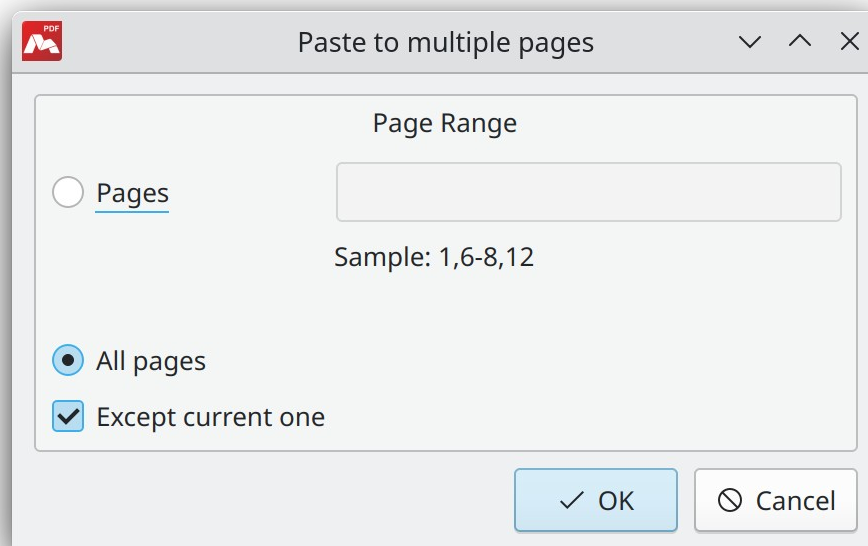 PDF
Paste to multiple pages
Page Range
Pages
Sample: 1,6-8,12
All pages
Except current one
OK
Cancel